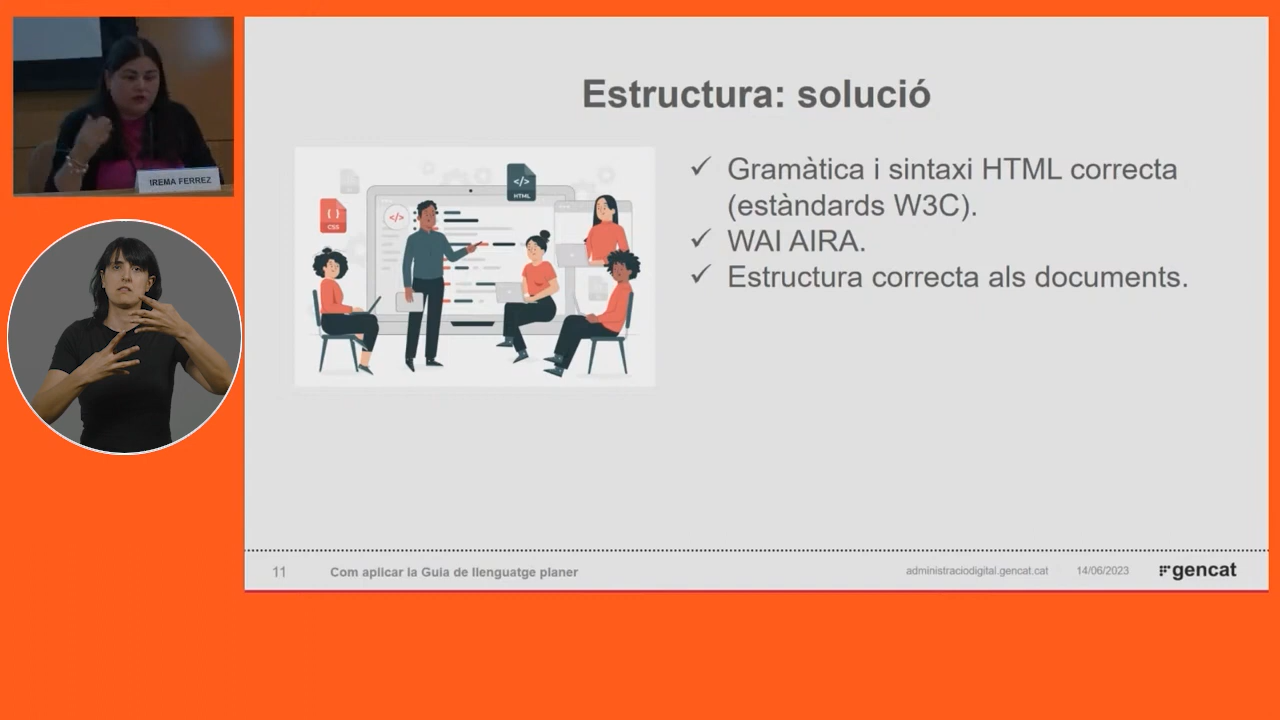 IREMA FERREZ
Estructura: solució
CSS
</>
</>
HTML
✓ Gramàtica i sintaxi HTML correcta
(estàndards W3C).
✓ WAI AIRA.
✓ Estructura correcta als documents.
11
Com aplicar la Guia de llenguatge planer
administraciodigital.gencat.cat
14/06/2023
gencat